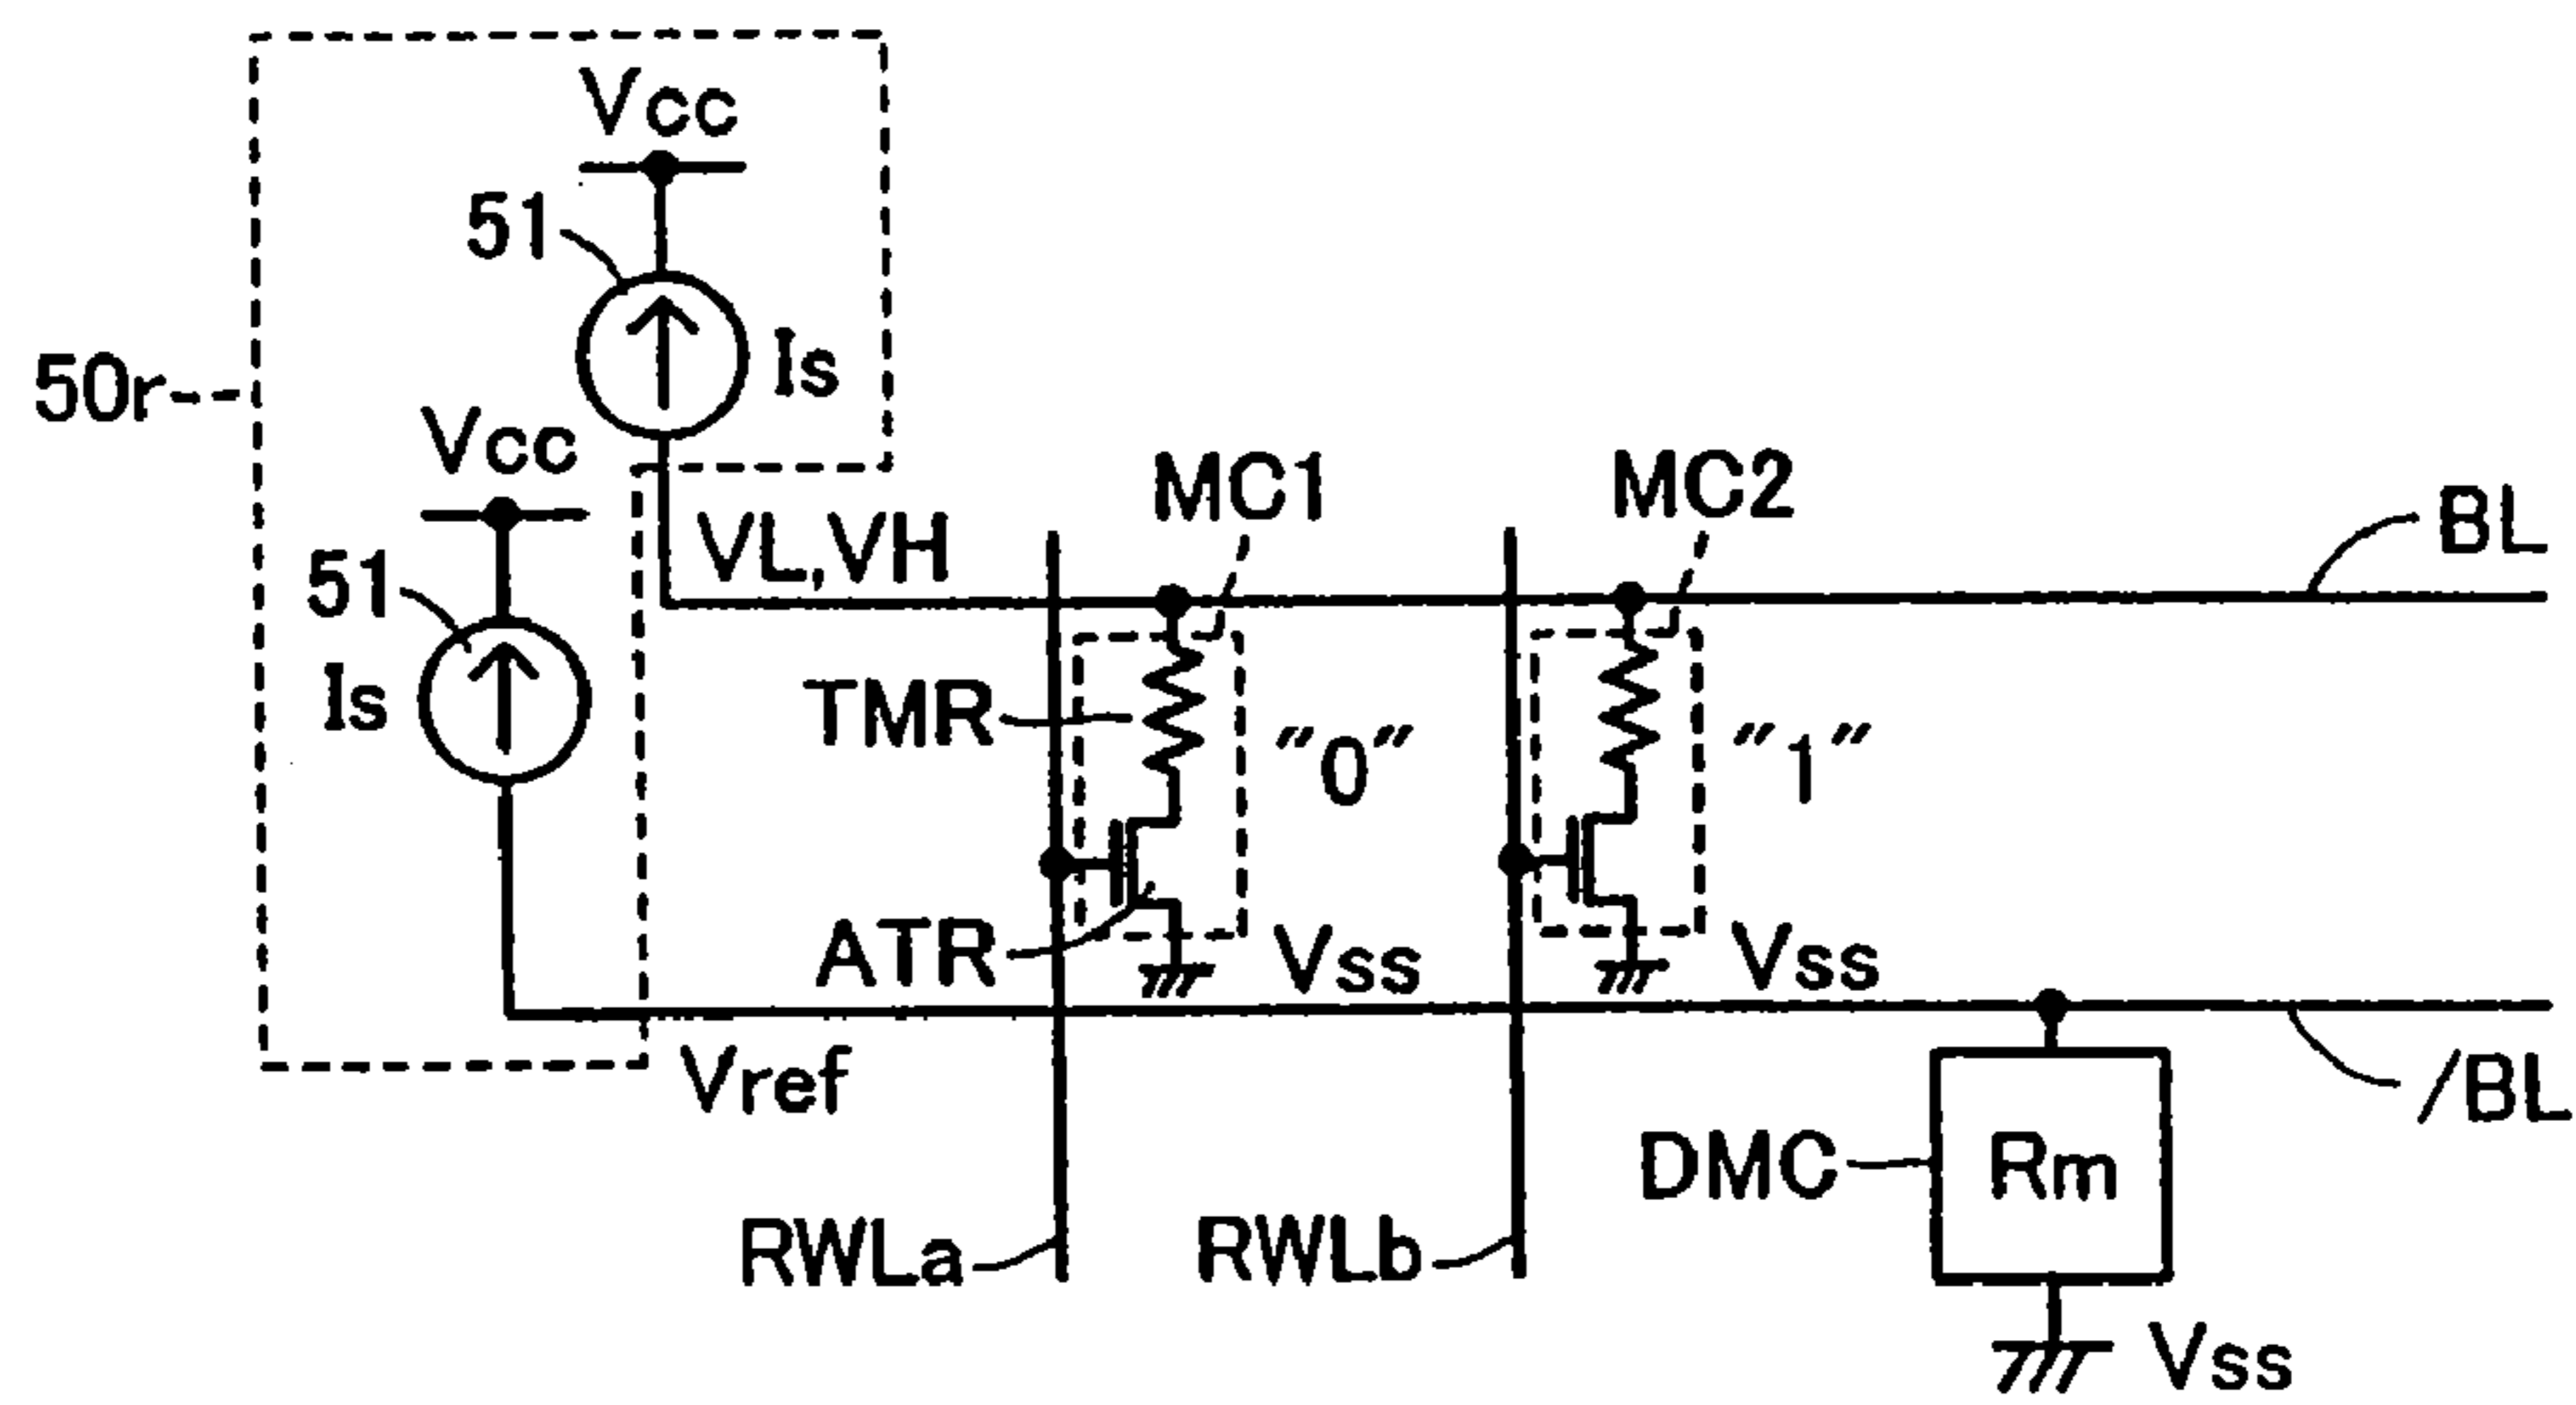 Vcc
51
Is
50r
Vcc
51
Is
VL,VH
MC1
MC2
BL
TMR
"0"
"1"
ATR
Vss
Vss
Vref
/BL
DMC
Rm
RWLa
RWLb
Vss